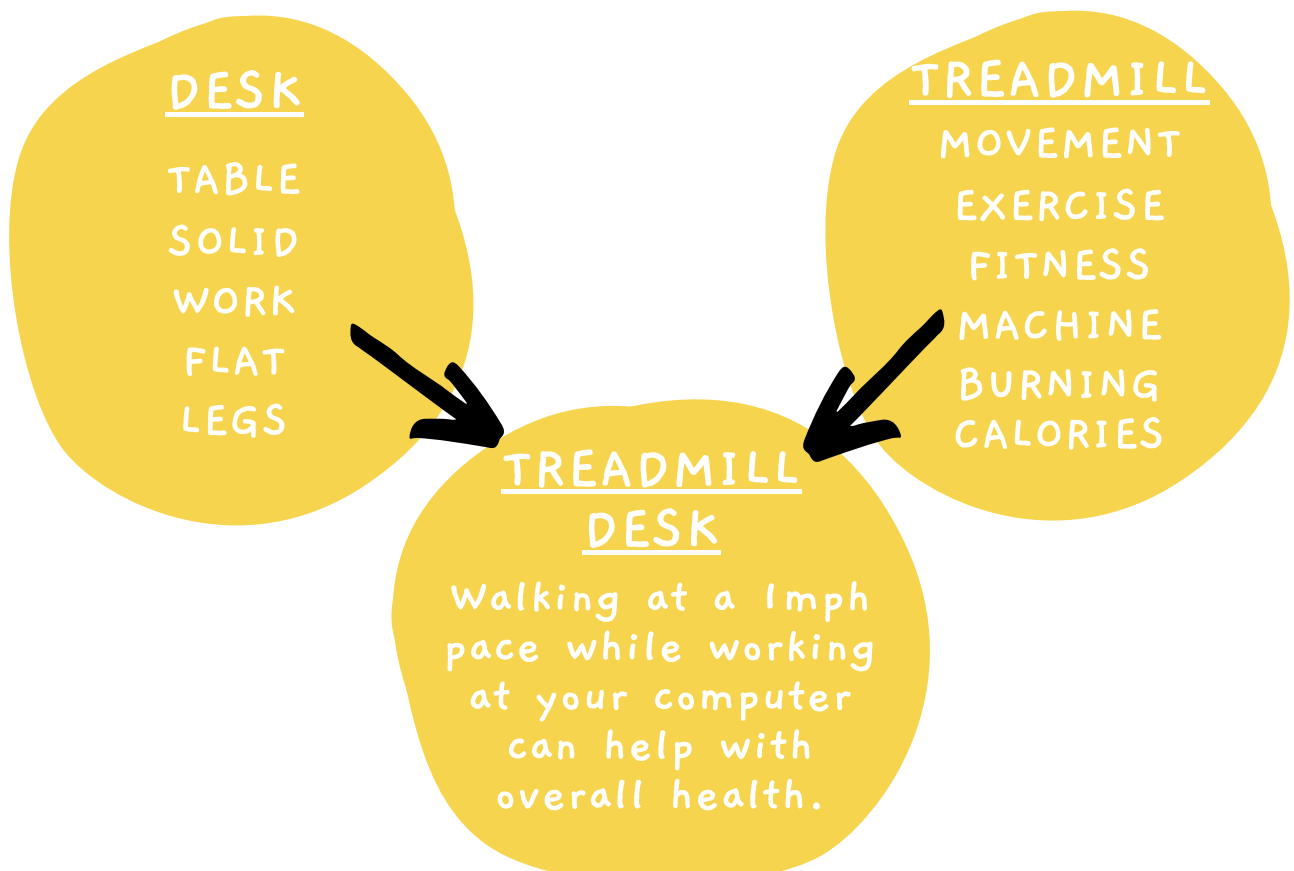 DESK
TABLE
SOLID
WORK
FLAT
LEGS
TREADMILL
MOVEMENT
EXERCISE
FITNESS
MACHINE
BURNING
CALORIES
TREADMILL
DESK
Walking at a 1mph
pace while working
at your computer
can help with
overall health.